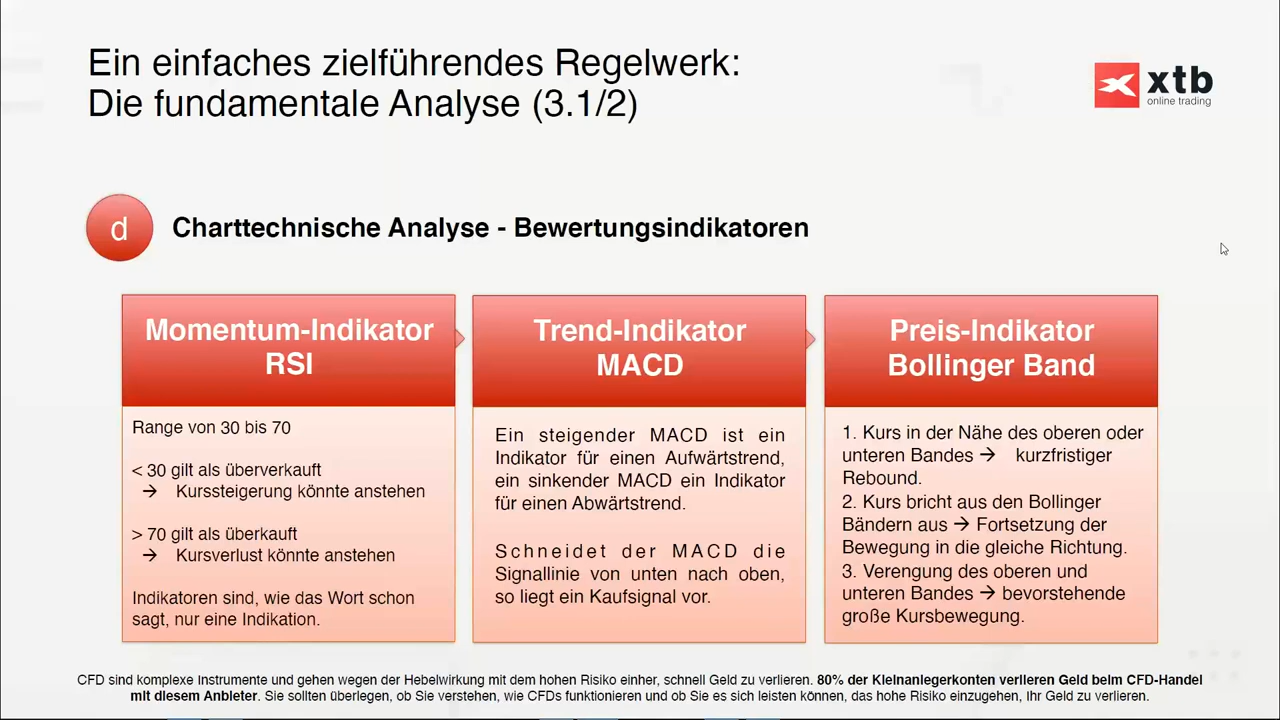 Ein einfaches zielführendes Regelwerk:
Die fundamentale Analyse (3.1/2)
xtb
online trading
d
Charttechnische Analyse - Bewertungsindikatoren
Momentum-Indikator
RSI
Range von 30 bis 70
< 30 gilt als überverkauft
→ Kurssteigerung könnte anstehen
> 70 gilt als überkauft
→ Kursverlust könnte anstehen
Indikatoren sind, wie das Wort schon
sagt, nur eine Indikation.
Trend-Indikator
MACD
Ein steigender MACD ist ein
Indikator für einen Aufwärtstrend,
ein sinkender MACD ein Indikator
für einen Abwärtstrend.
Schneidet der MACD die
Signallinie von unten nach oben,
so liegt ein Kaufsignal vor.
Preis-Indikator
Bollinger Band
1. Kurs in der Nähe des oberen oder
unteren Bandes → kurzfristiger
Rebound.
2. Kurs bricht aus den Bollinger
Bändern aus → Fortsetzung der
Bewegung in die gleiche Richtung.
3. Verengung des oberen und
unteren Bandes → bevorstehende
große Kursbewegung.
CFD sind komplexe Instrumente und gehen wegen der Hebelwirkung mit dem hohen Risiko einher, schnell Geld zu verlieren. 80% der Kleinanlegerkonten verlieren Geld beim CFD-Handel
mit diesem Anbieter. Sie sollten überlegen, ob Sie verstehen, wie CFDs funktionieren und ob Sie es sich leisten können, das hohe Risiko einzugehen, Ihr Geld zu verlieren.